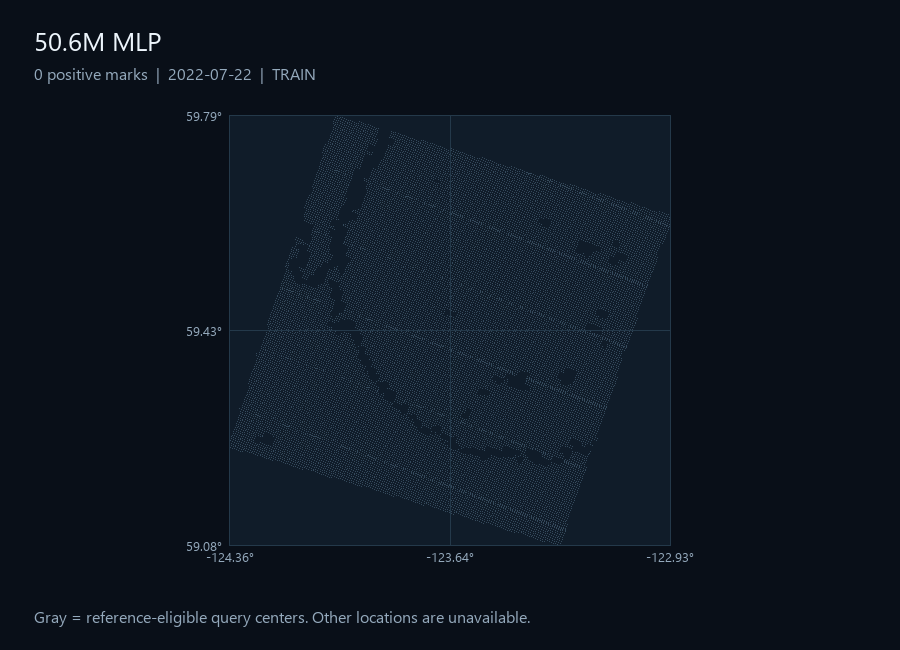 50.6M MLP
0 positive marks | 2022-07-22 | TRAIN
59.79°
59.43°
59.08°
-124.36°
-123.64°
-122.93°
Gray = reference-eligible query centers. Other locations are unavailable.